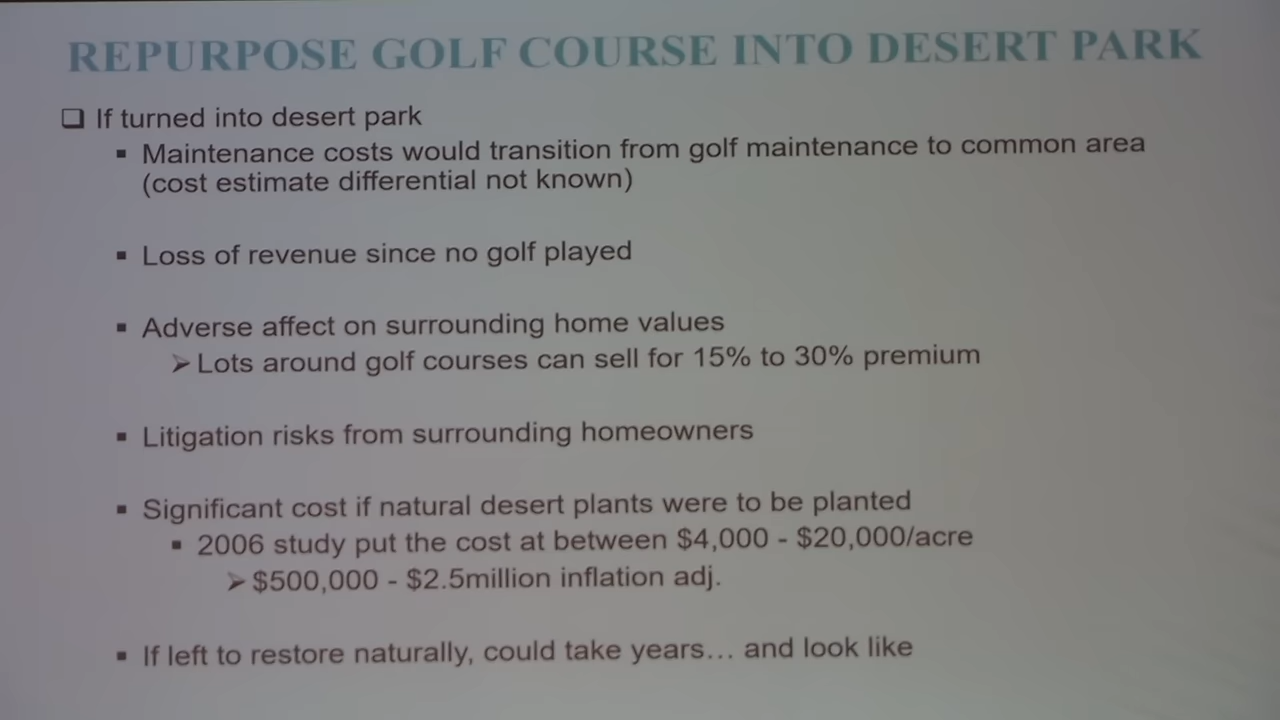 REPURPOSE GOLF COURSE INTO DESERT PARK
❑ If turned into desert park
▪ Maintenance costs would transition from golf maintenance to common area
(cost estimate differential not known)
▪ Loss of revenue since no golf played
▪ Adverse affect on surrounding home values
➢ Lots around golf courses can sell for 15% to 30% premium
▪ Litigation risks from surrounding homeowners
▪ Significant cost if natural desert plants were to be planted
▪ 2006 study put the cost at between $4,000 - $20,000/acre
➢ $500,000 - $2.5million inflation adj.
▪ If left to restore naturally, could take years… and look like